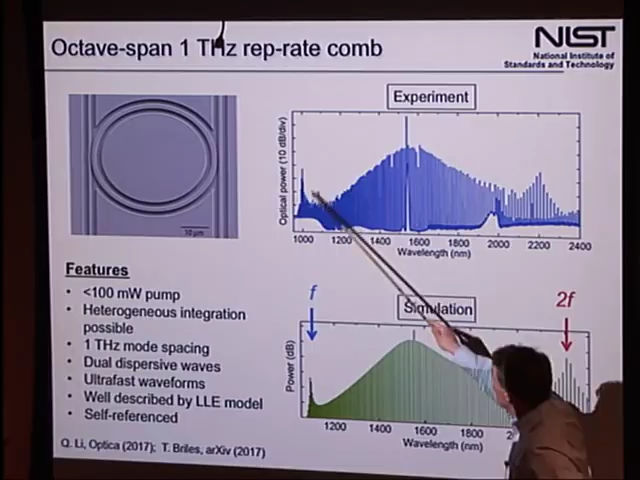 Octave-span 1 THz rep-rate comb
NIST
National Institute of
Standards and Technology
Experiment
Optical power (10 dB/div)
1000 1200 1400 1600 1800 2000 2200 2400
Wavelength (nm)
10 µm
Features
• <100 mW pump
• Heterogeneous integration
possible
• 1 THz mode spacing
• Dual dispersive waves
• Ultrafast waveforms
• Well described by LLE model
• Self-referenced
f
Simulation
2f
Power (dB)
1200 1400 1600 1800
Wavelength (nm)
Q. Li, Optica (2017); T. Briles, arXiv (2017)